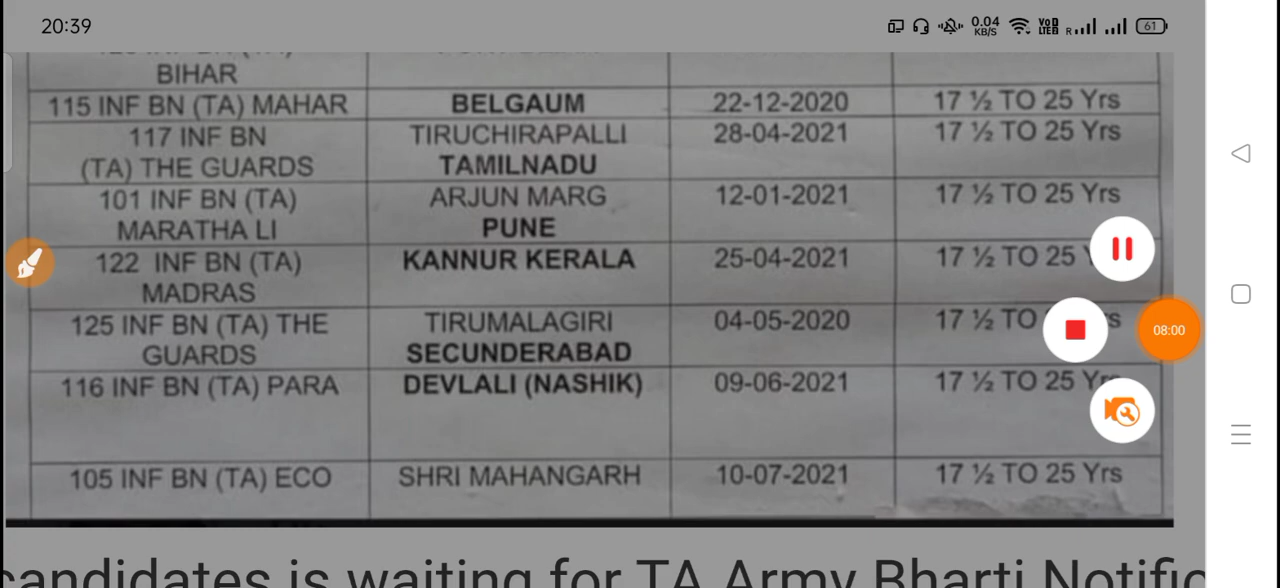 20:39
0.04
KB/S
VoD
LTED
R
61
BIHAR
115 INF BN (TA) MAHAR BELGAUM 22-12-2020 17 ½ TO 25 Yrs
117 INF BN TIRUCHIRAPALLI 28-04-2021 17 ½ TO 25 Yrs
(TA) THE GUARDS TAMILNADU
101 INF BN (TA) ARJUN MARG 12-01-2021 17 ½ TO 25 Yrs
MARATHA LI PUNE
122 INF BN (TA) KANNUR KERALA 25-04-2021 17 ½ TO 25
MADRAS
125 INF BN (TA) THE TIRUMALAGIRI 04-05-2020 17 ½ TO
GUARDS SECUNDERABAD
08:00
116 INF BN (TA) PARA DEVLALI (NASHIK) 09-06-2021 17 ½ TO 25 Yrs
105 INF BN (TA) ECO SHRI MAHANGARH 10-07-2021 17 ½ TO 25 Yrs
candidates is waiting for TA Army Bharti Notific